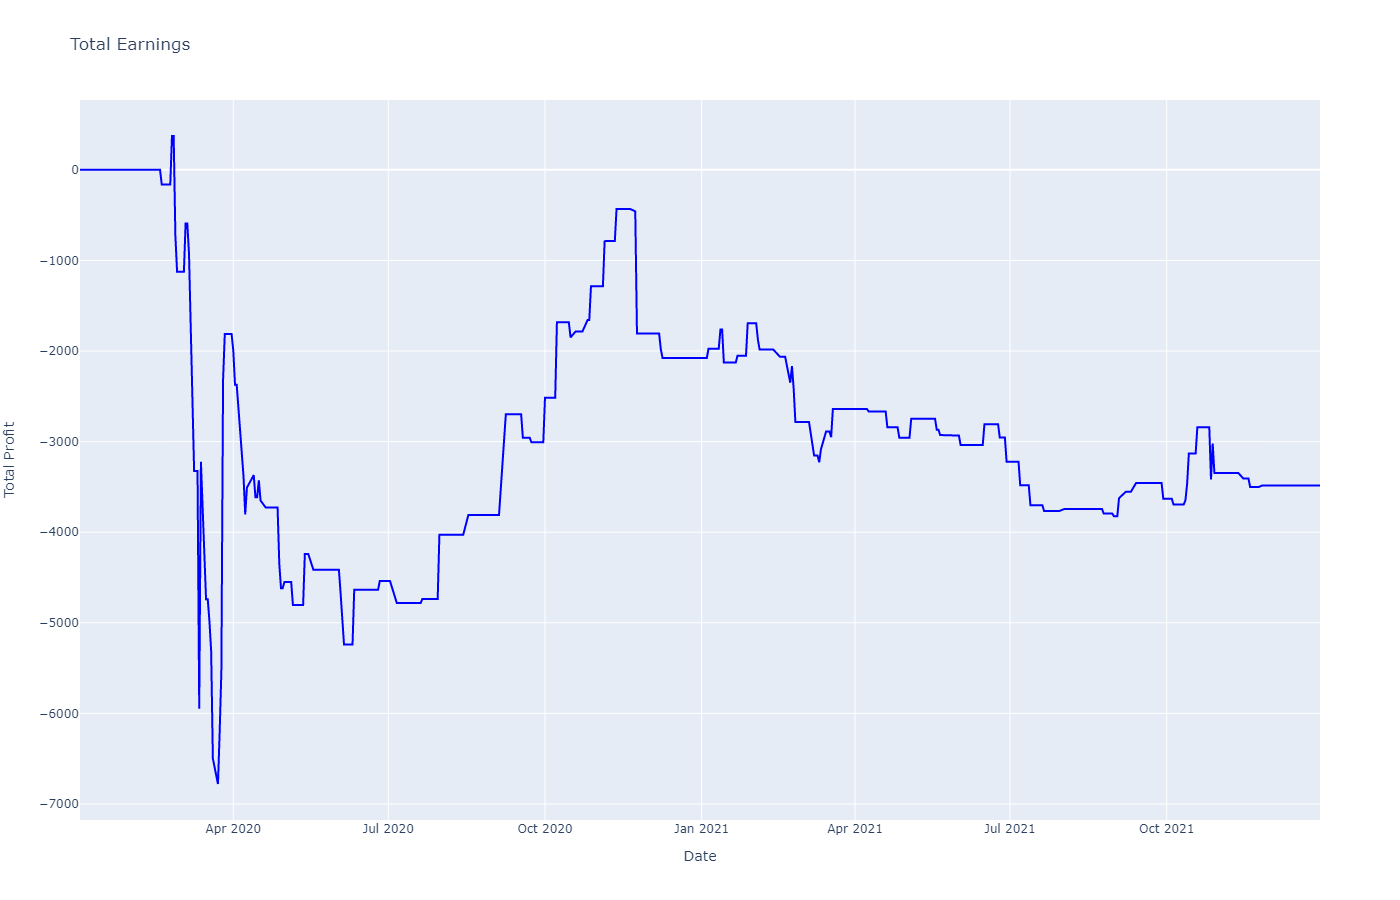 Total Earnings
0
−1000
−2000
−3000
−4000
−5000
−6000
−7000
Total Profit
Apr 2020
Jul 2020
Oct 2020
Jan 2021
Apr 2021
Jul 2021
Oct 2021
Date